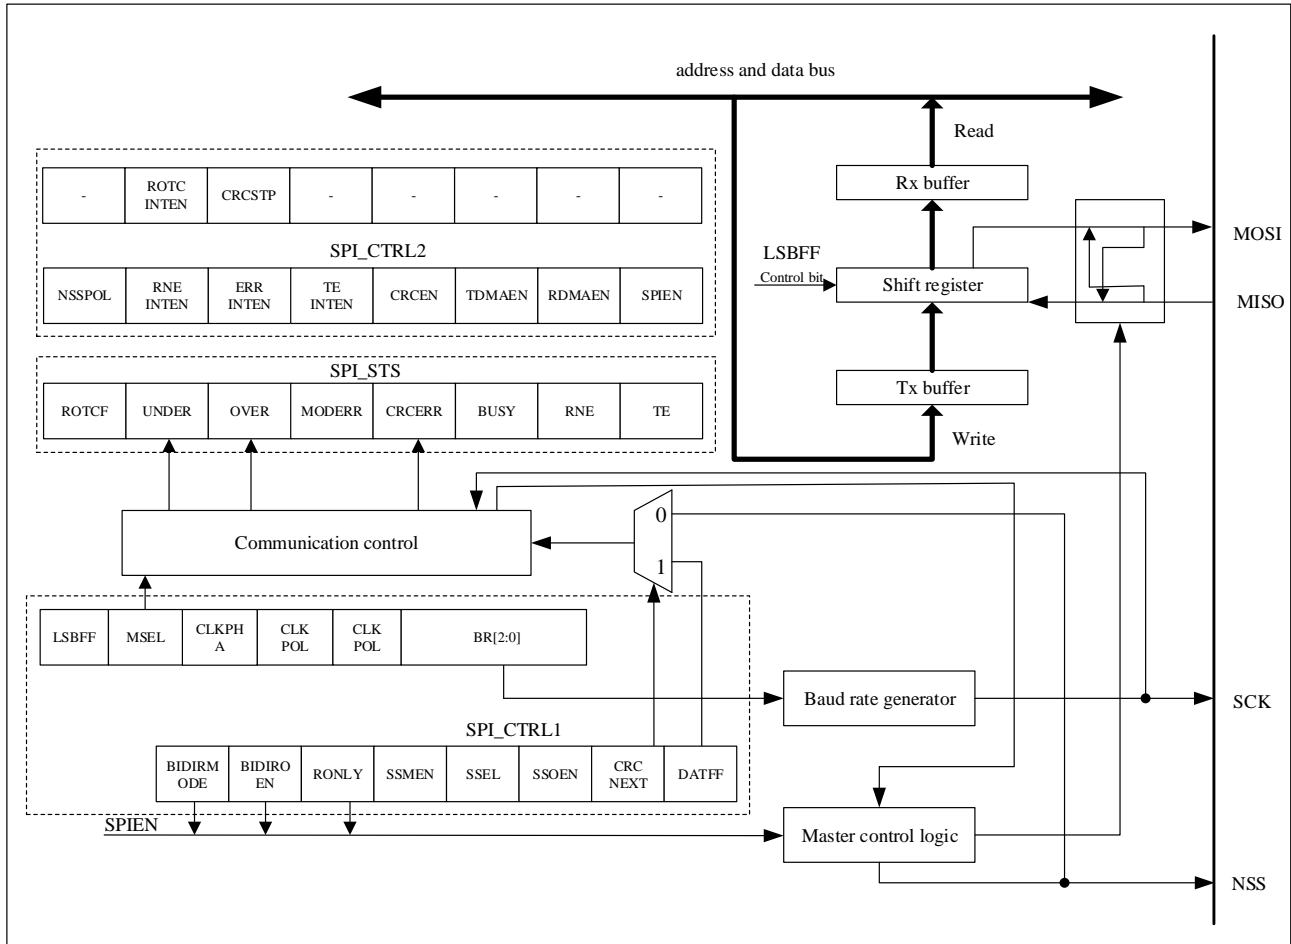 address and data bus
Read
- ROTC INTEN CRCSTP - - - - -
Rx buffer
SPI_CTRL2
LSBFF
Control bit
MOSI
NSSPOL RNE INTEN ERR INTEN TE INTEN CRCEN TDMAEN RDMAEN SPIEN
Shift register
MISO
SPI_STS
ROTCF UNDER OVER MODERR CRCERR BUSY RNE TE
Tx buffer
Write
0
Communication control
1
LSBFF MSEL CLKPH A CLK POL CLK POL BR[2:0]
Baud rate generator
SCK
SPI_CTRL1
BIDIRM ODE BIDIRO EN RONLY SSMEN SSEL SSOEN CRC NEXT DATFF
SPIEN
Master control logic
NSS